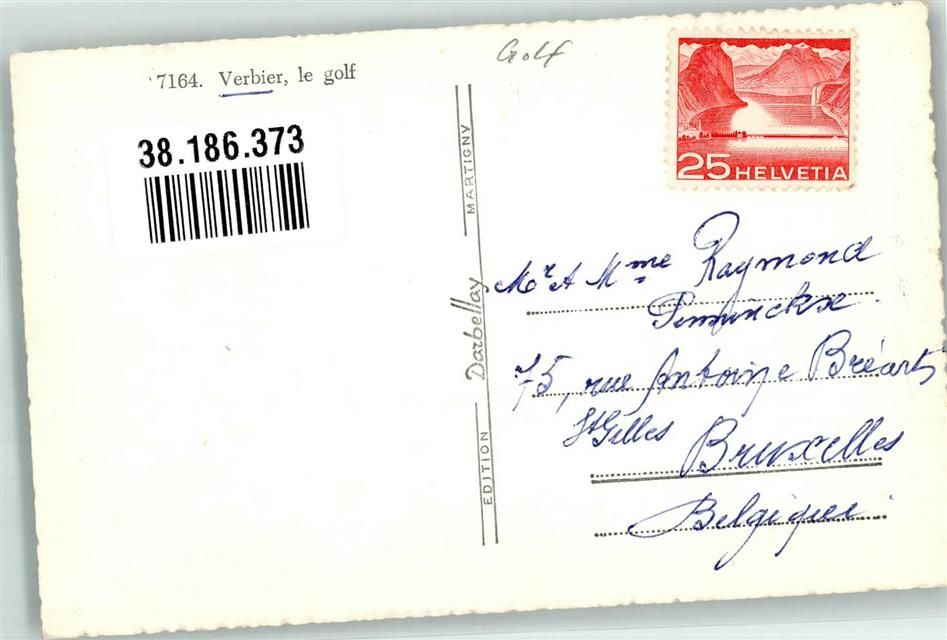 7164. Verbier, le golf
38.186.373
Golf
25 HELVETIA
EDITION Darbellay MARTIGNY
Mr & Mme Raymond
75, rue Antoine Bréart
St Gilles
Bruxelles
Belgique